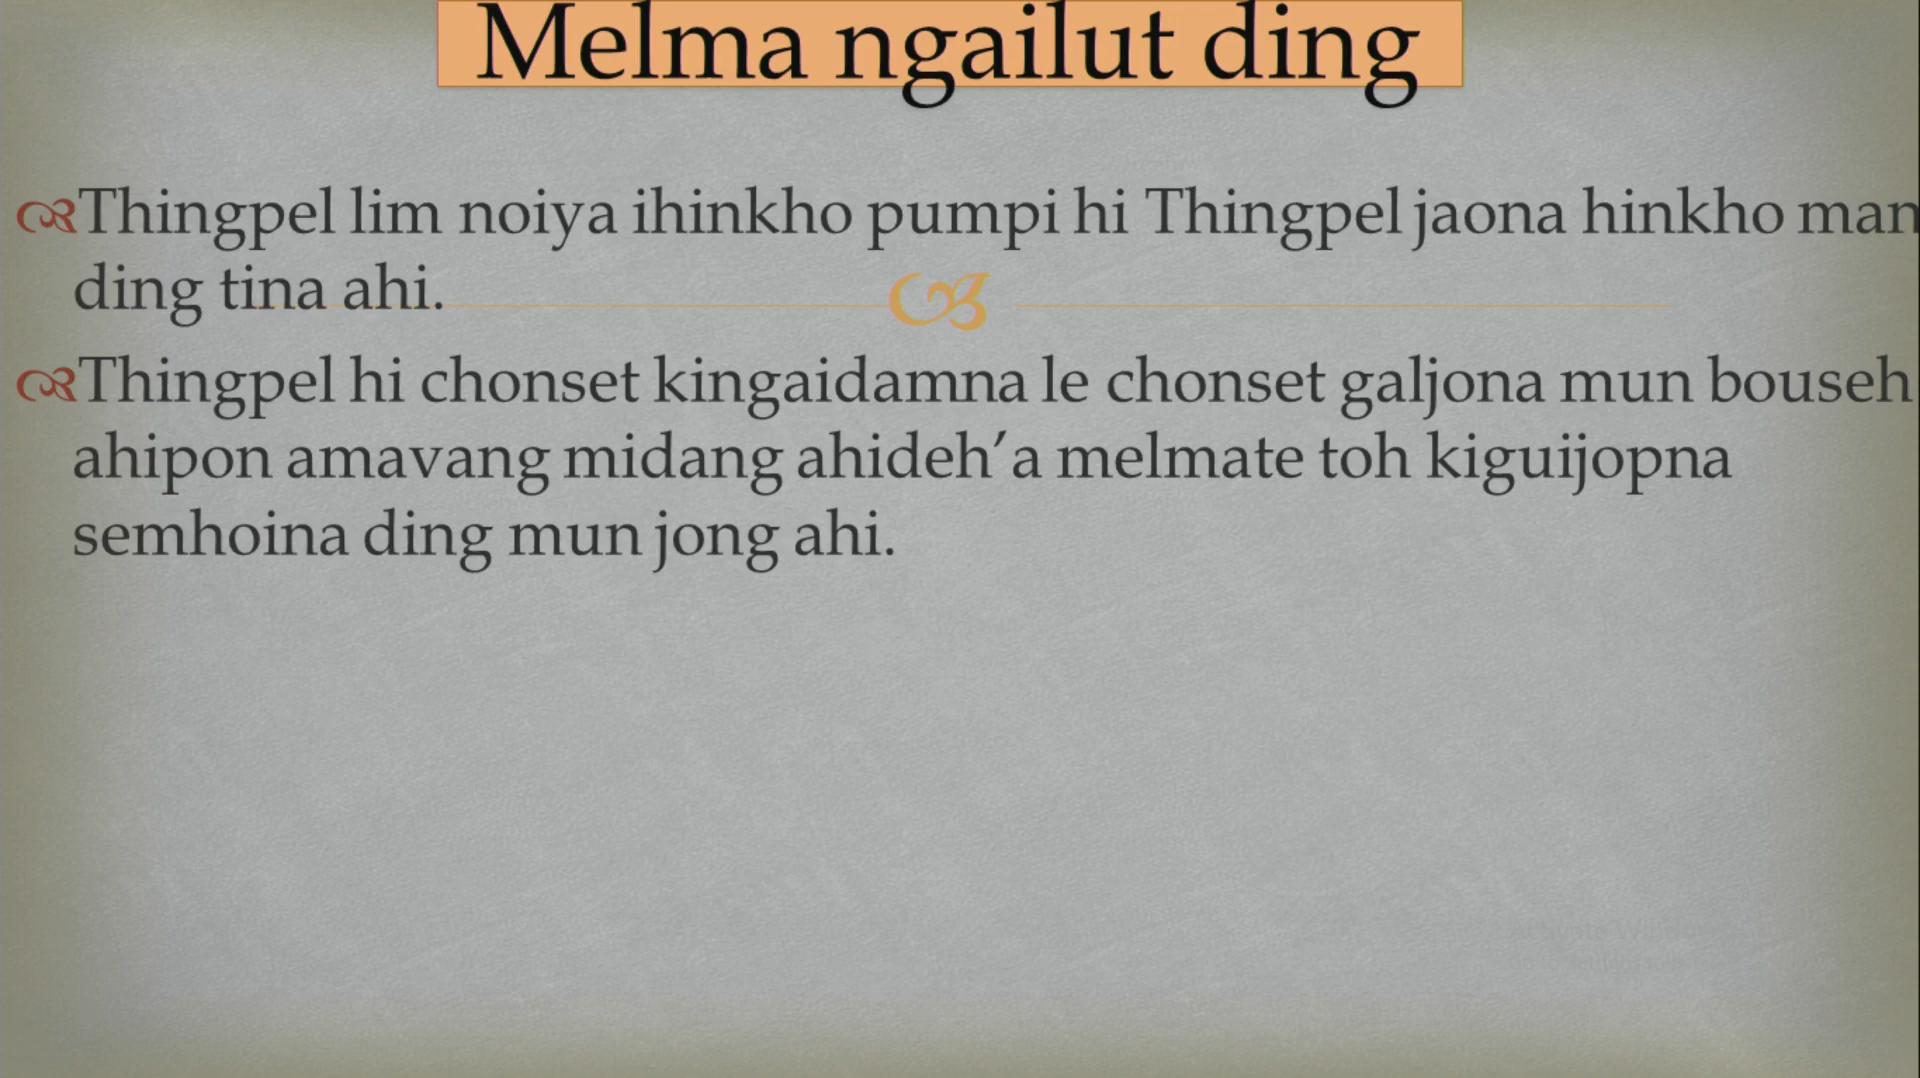 Melma ngailut ding
Thingpel lim noiya ihinkho pumpi hi Thingpel jaona hinkho man
ding tina ahi.
Thingpel hi chonset kingaidamna le chonset galjona mun bouseh
ahipon amavang midang ahideh’a melmate toh kiguijopna
semhoina ding mun jong ahi.